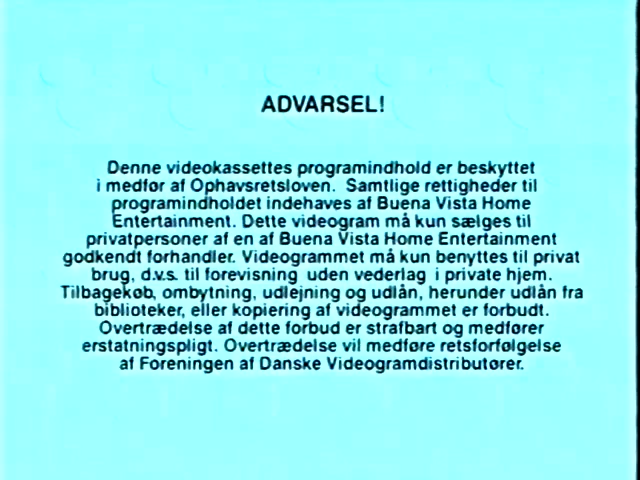 ADVARSEL!
Denne videokassettes programindhold er beskyttet
i medfør af Ophavsretsloven. Samtlige rettigheder til
programindholdet indehaves af Buena Vista Home
Entertainment. Dette videogram må kun sælges til
privatpersoner af en af Buena Vista Home Entertainment
godkendt forhandler. Videogrammet må kun benyttes til privat
brug, d.v.s. til forevisning uden vederlag i private hjem.
Tilbagekøb, ombytning, udlejning og udlån, herunder udlån fra
biblioteker, eller kopiering af videogrammet er forbudt.
Overtrædelse af dette forbud er strafbart og medfører
erstatningspligt. Overtrædelse vil medføre retsforfølgelse
af Foreningen af Danske Videogramdistributører.